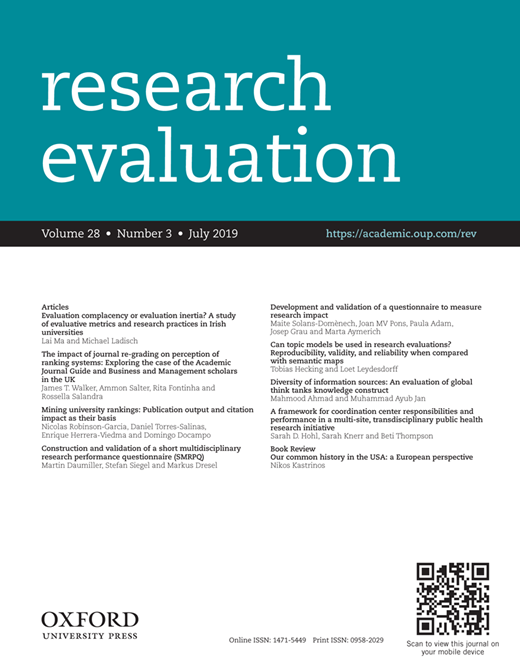 research
evaluation
Volume 28 • Number 3 • July 2019
https://academic.oup.com/rev
Articles
Evaluation complacency or evaluation inertia? A study
of evaluative metrics and research practices in Irish
universities
Lai Ma and Michael Ladisch
The impact of journal re-grading on perception of
ranking systems: Exploring the case of the Academic
Journal Guide and Business and Management scholars
in the UK
James T. Walker, Ammon Salter, Rita Fontinha and
Rossella Salandra
Mining university rankings: Publication output and citation
impact as their basis
Nicolas Robinson-Garcia, Daniel Torres-Salinas,
Enrique Herrera-Viedma and Domingo Docampo
Construction and validation of a short multidisciplinary
research performance questionnaire (SMRPQ)
Martin Daumiller, Stefan Siegel and Markus Dresel
Development and validation of a questionnaire to measure
research impact
Maite Solans-Domènech, Joan MV Pons, Paula Adam,
Josep Grau and Marta Aymerich
Can topic models be used in research evaluations?
Reproducibility, validity, and reliability when compared
with semantic maps
Tobias Hecking and Loet Leydesdorff
Diversity of information sources: An evaluation of global
think tanks knowledge construct
Mahmood Ahmad and Muhammad Ayub Jan
A framework for coordination center responsibilities and
performance in a multi-site, transdisciplinary public health
research initiative
Sarah D. Hohl, Sarah Knerr and Beti Thompson
Book Review
Our common history in the USA: a European perspective
Nikos Kastrinos
OXFORD
UNIVERSITY PRESS
Online ISSN: 1471-5449 Print ISSN: 0958-2029
Scan to view this journal on
your mobile device